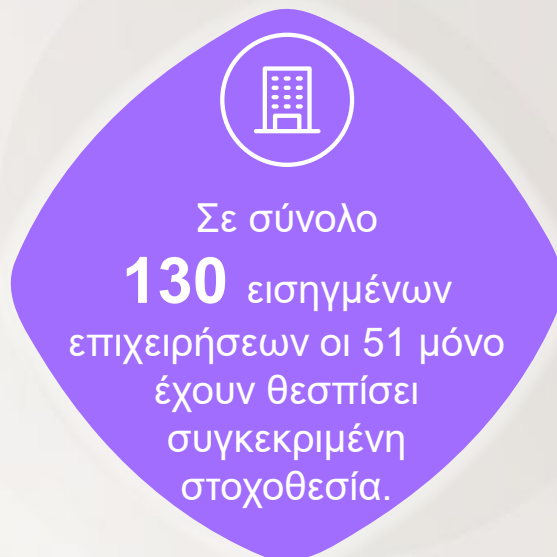 Σε σύνολο
130 εισηγμένων
επιχειρήσεων οι 51 μόνο
έχουν θεσπίσει
συγκεκριμένη
στοχοθεσία.